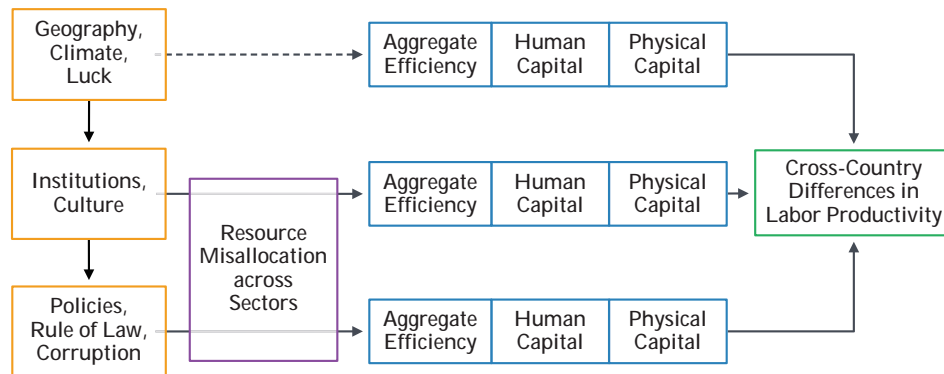 Geography,
Climate,
Luck
Aggregate
Efficiency
Human
Capital
Physical
Capital
Institutions,
Culture
Resource
Misallocation
across
Sectors
Aggregate
Efficiency
Human
Capital
Physical
Capital
Cross-Country
Differences in
Labor Productivity
Policies,
Rule of Law,
Corruption
Aggregate
Efficiency
Human
Capital
Physical
Capital